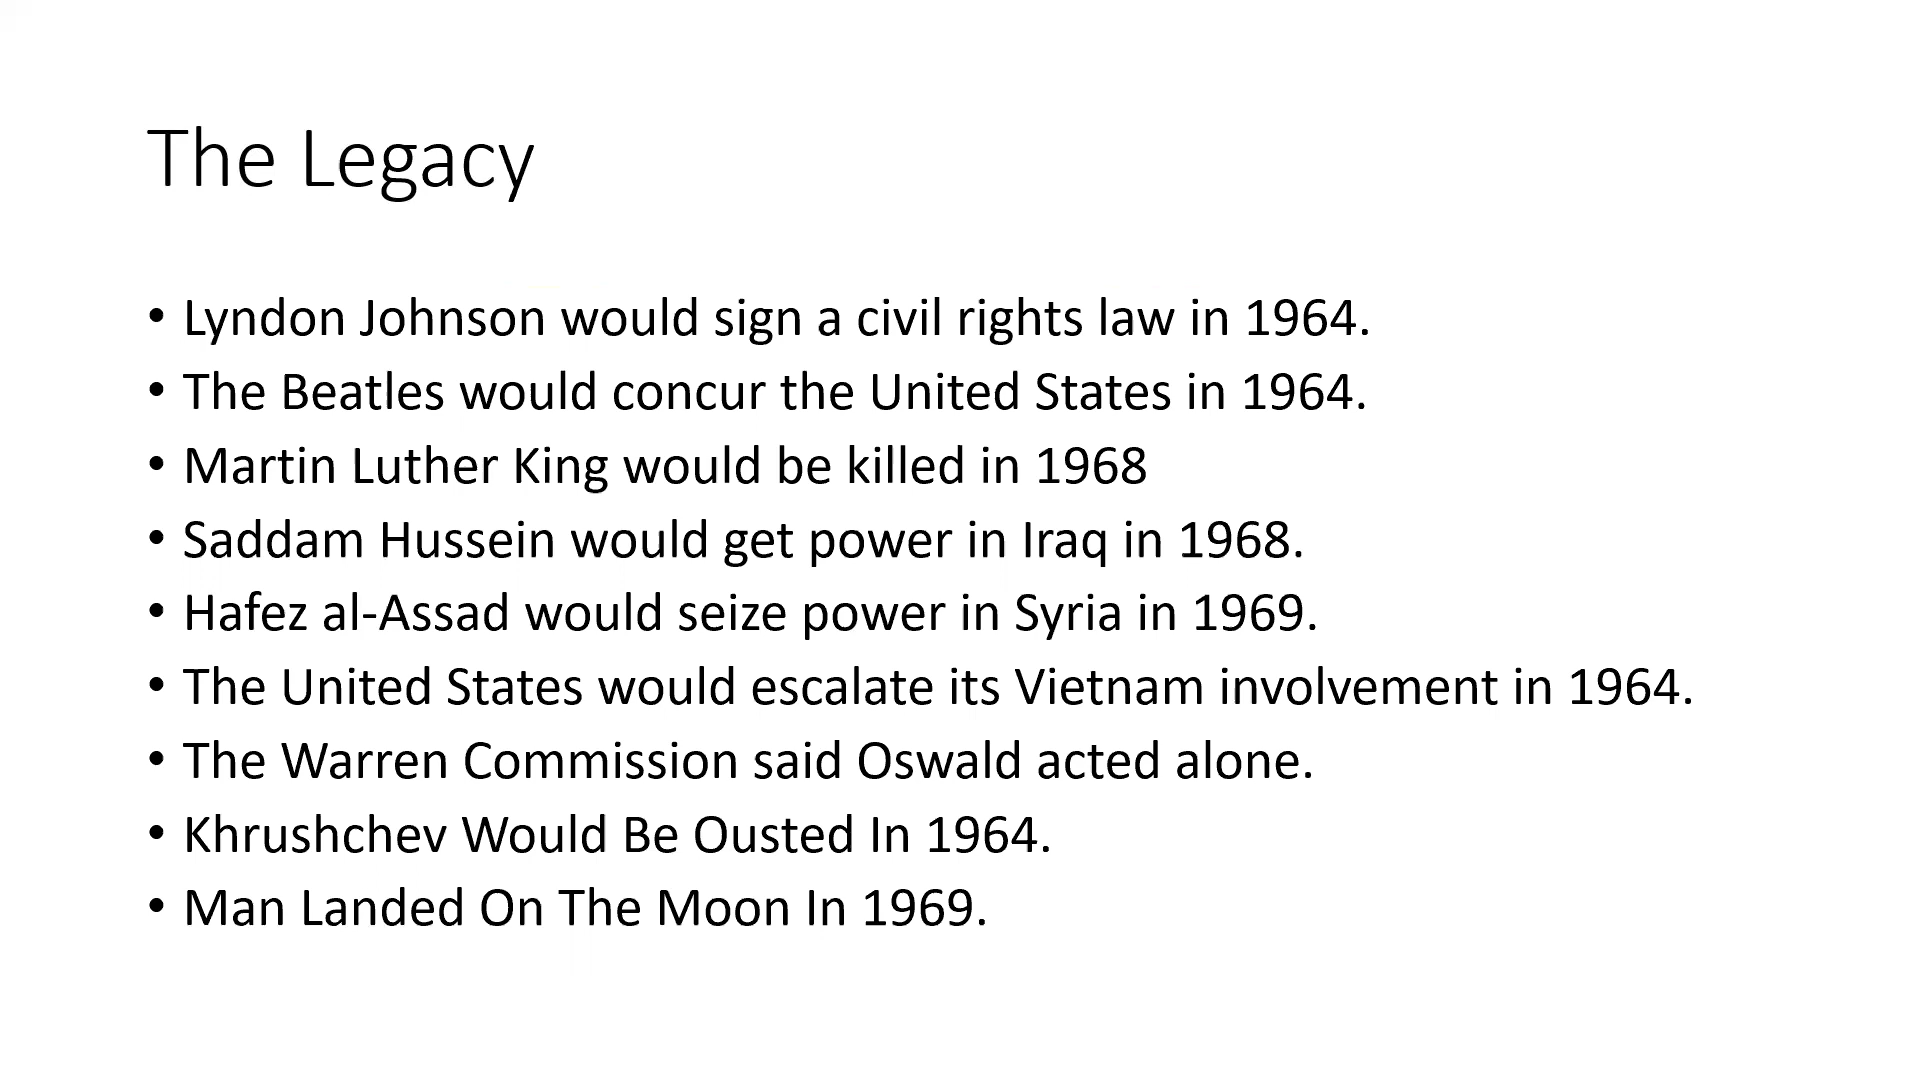 The Legacy
• Lyndon Johnson would sign a civil rights law in 1964.
• The Beatles would concur the United States in 1964.
• Martin Luther King would be killed in 1968
• Saddam Hussein would get power in Iraq in 1968.
• Hafez al-Assad would seize power in Syria in 1969.
• The United States would escalate its Vietnam involvement in 1964.
• The Warren Commission said Oswald acted alone.
• Khrushchev Would Be Ousted In 1964.
• Man Landed On The Moon In 1969.